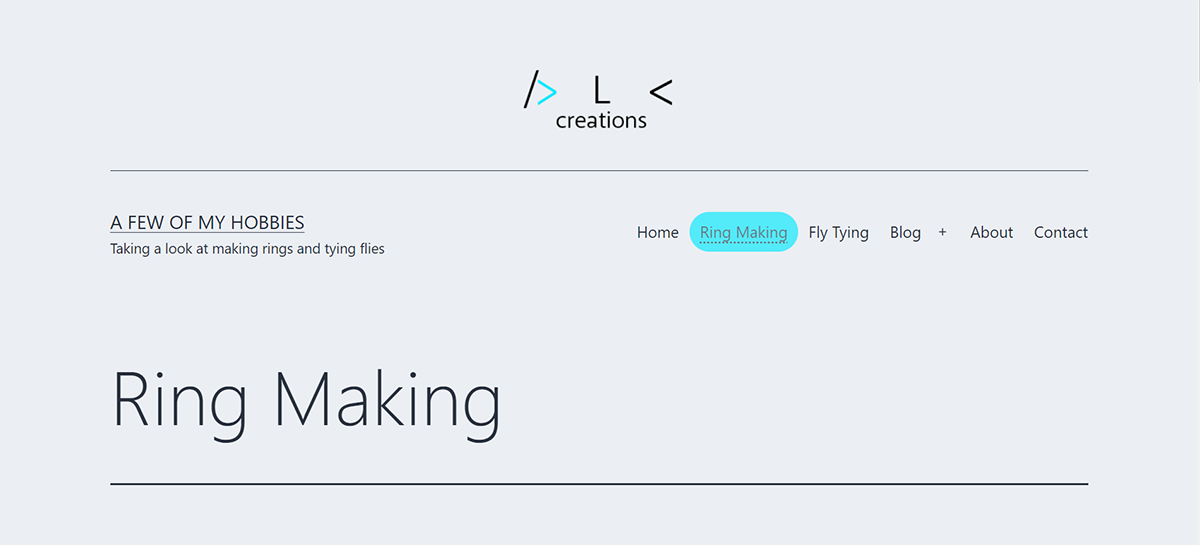 /> L <
creations
A FEW OF MY HOBBIES
Taking a look at making rings and tying flies
Home Ring Making Fly Tying Blog + About Contact
Ring Making